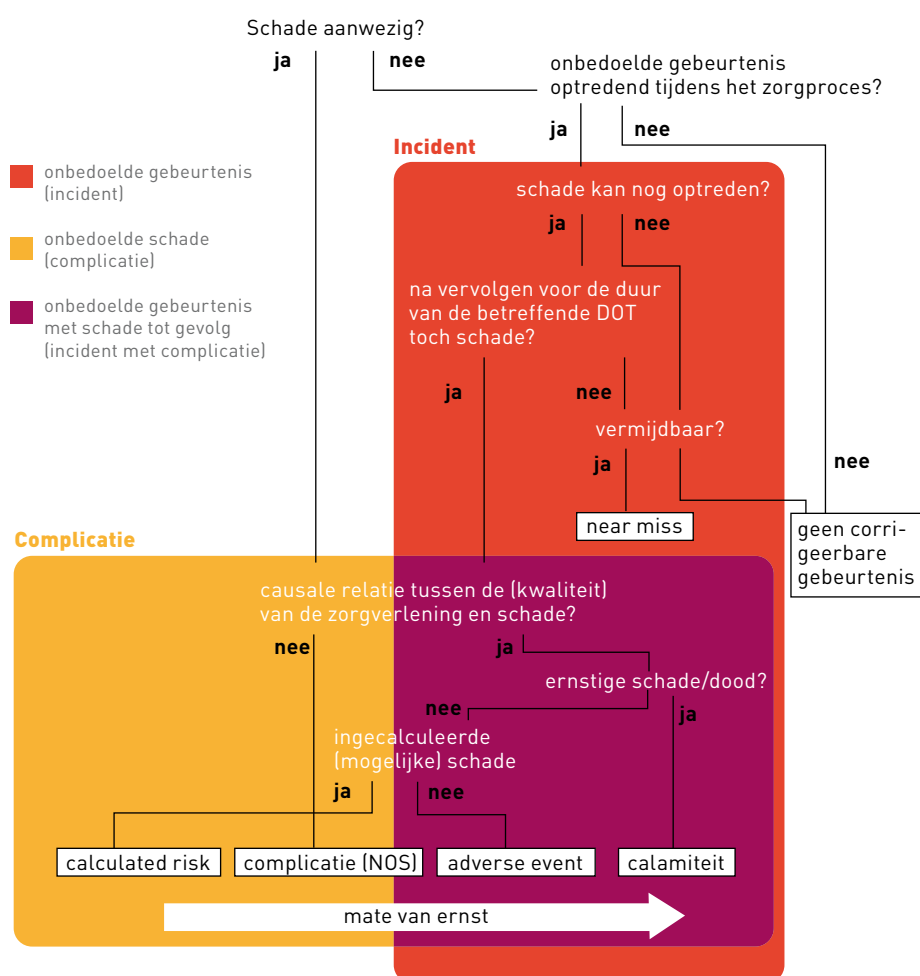 Schade aanwezig?
ja
nee
onbedoelde gebeurtenis
optredend tijdens het zorgproces?
ja
nee
Incident
onbedoelde gebeurtenis
(incident)
onbedoelde schade
(complicatie)
onbedoelde gebeurtenis
met schade tot gevolg
(incident met complicatie)
schade kan nog optreden?
ja
nee
na vervolgen voor de duur
van de betreffende DOT
toch schade?
ja
nee
vermijdbaar?
ja
nee
near miss
geen corri-
geerbare
gebeurtenis
Complicatie
causale relatie tussen de (kwaliteit)
van de zorgverlening en schade?
nee
ja
ernstige schade/dood?
nee
ja
ingecalculeerde
(mogelijke) schade
ja
nee
calculated risk
complicatie (NOS)
adverse event
calamiteit
mate van ernst